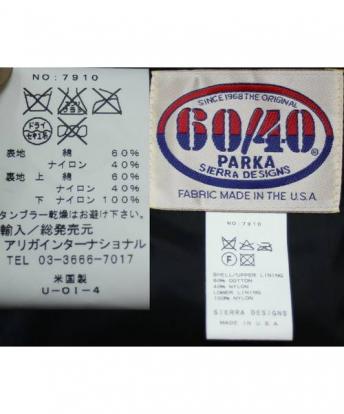 NO:7910
ドライ
セキユ系
表地 綿 60%
ナイロン 40%
裏地 上 綿 60%
ナイロン 40%
下 ナイロン 100%
タンブラー乾燥はお避け下さい。
輸入/総発売元
アリガインターナショナル
TEL 03-3666-7017
米国製
U-01-4
SINCE 1968 THE ORIGINAL
60/40
PARKA
SIERRA DESIGNS
FABRIC MADE IN THE U.S.A.
NO:7910
F
SHELL/UPPER LINING
60% COTTON
40% NYLON
LOWER LINING
100% NYLON
SIERRA DESIGNS
MADE IN U.S.A.